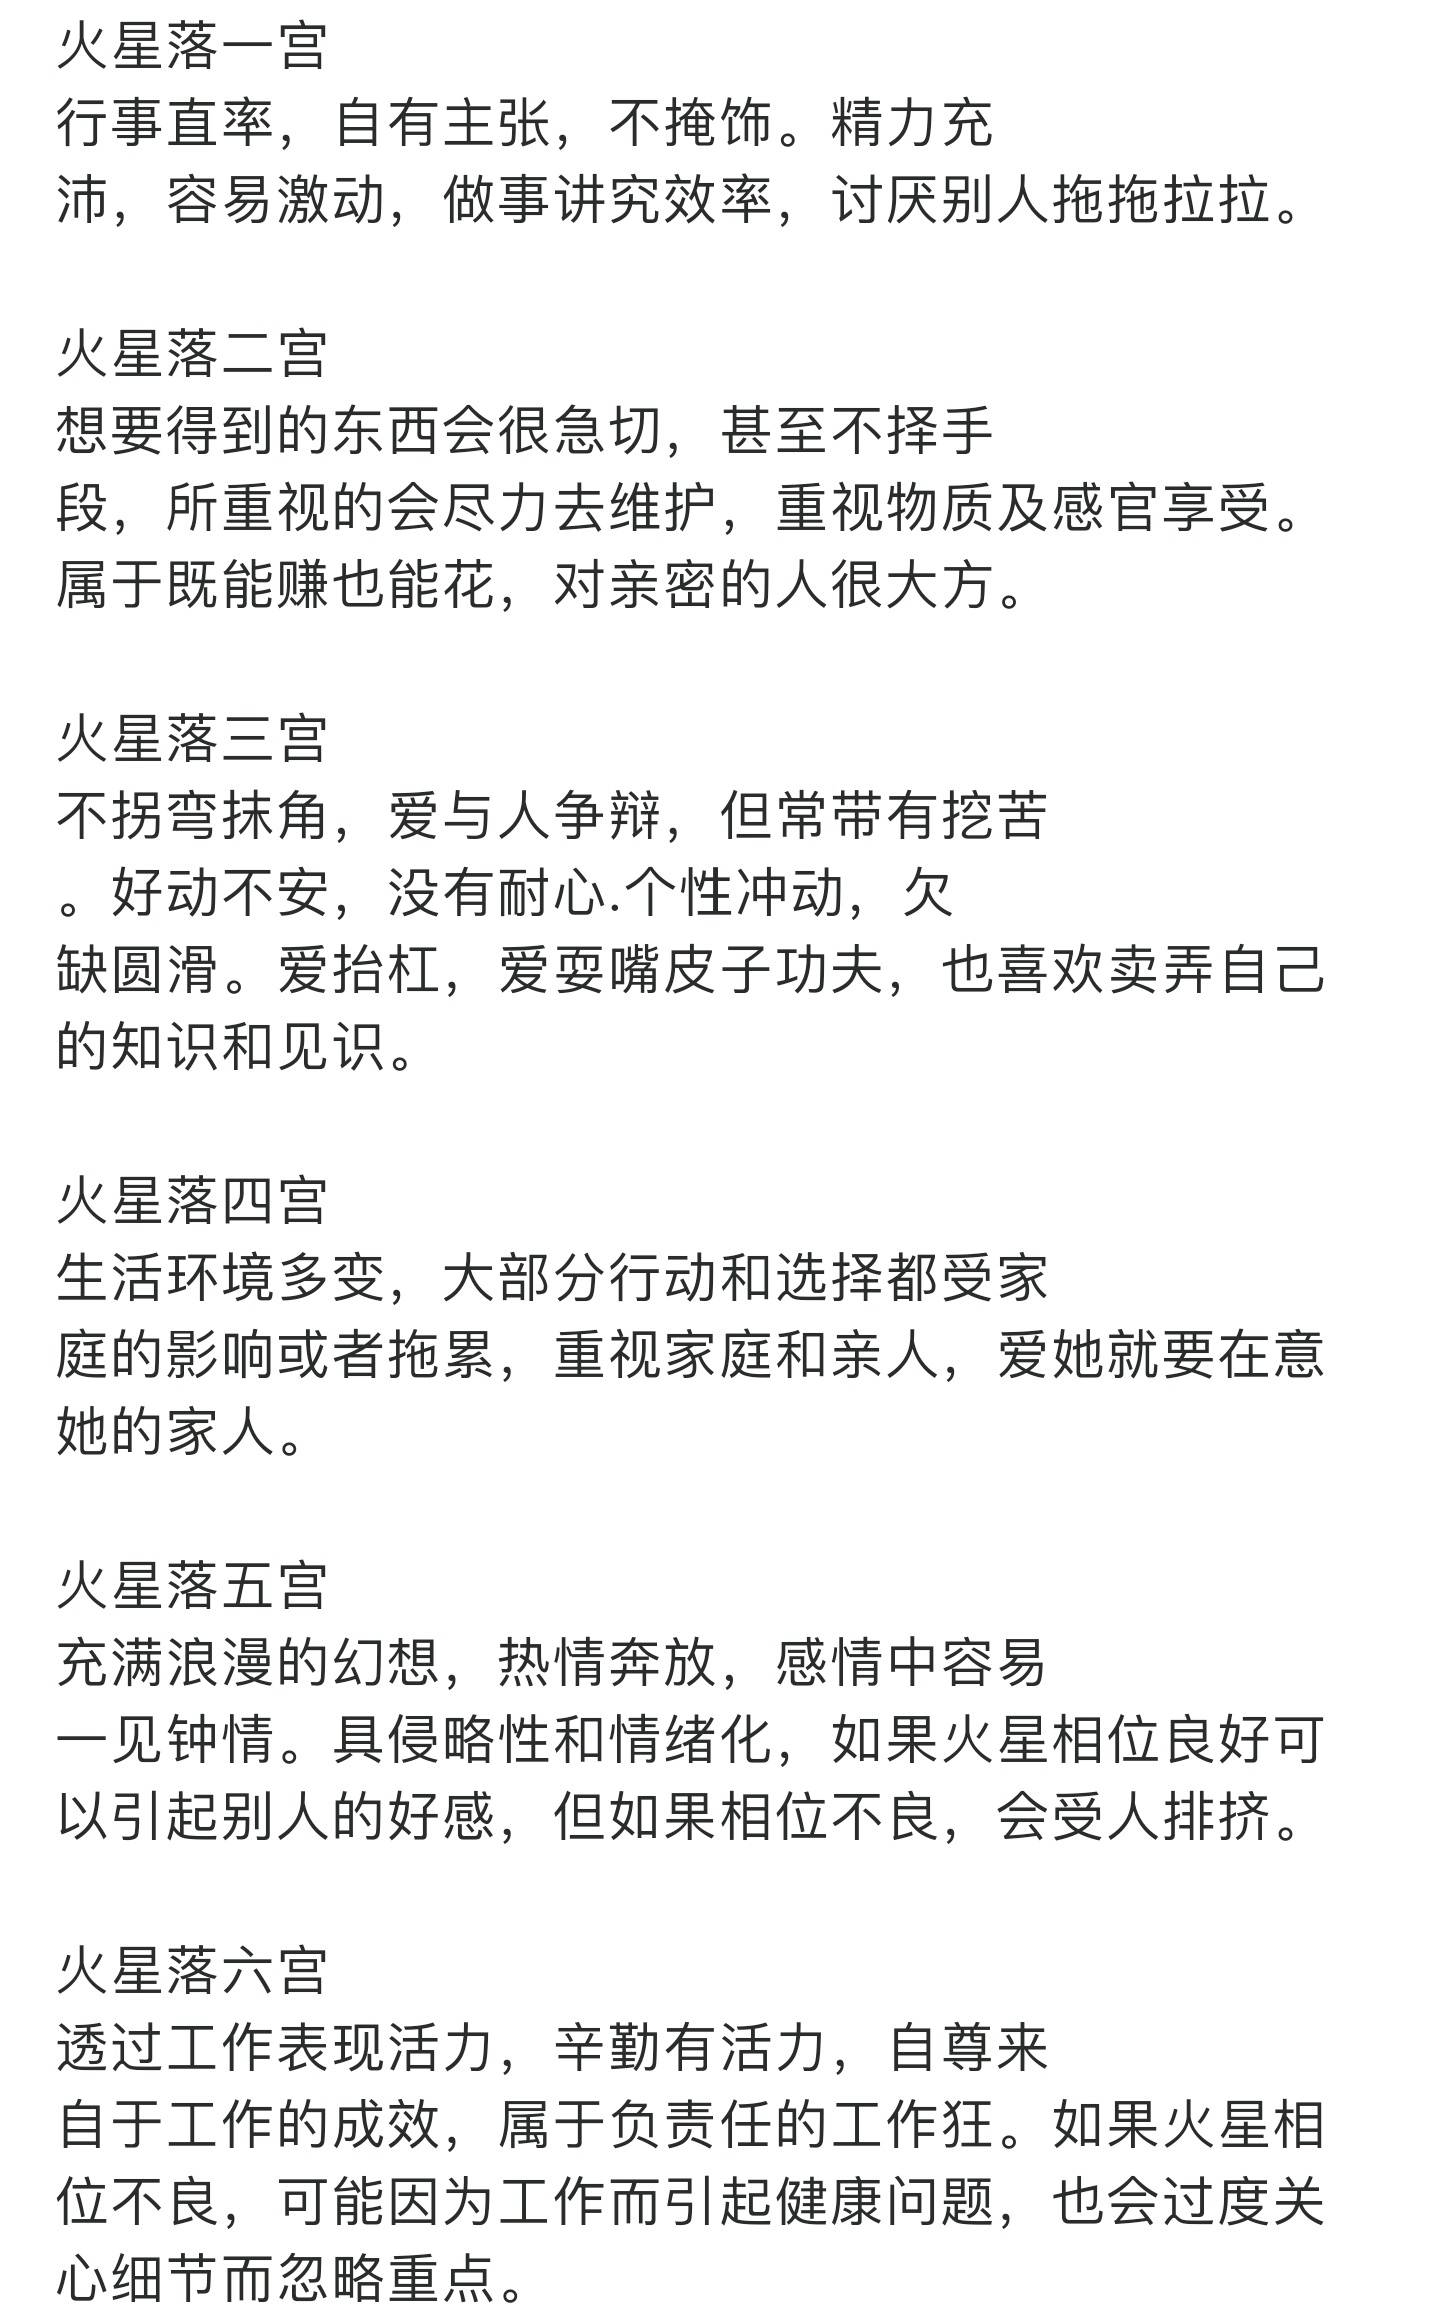 火星落一宫
行事直率，自有主张，不掩饰。精力充
沛，容易激动，做事讲究效率，讨厌别人拖拖拉拉。
火星落二宫
想要得到的东西会很急切，甚至不择手
段，所重视的会尽力去维护，重视物质及感官享受。
属于既能赚也能花，对亲密的人很大方。
火星落三宫
不拐弯抹角，爱与人争辩，但常带有挖苦
。好动不安，没有耐心.个性冲动，欠
缺圆滑。爱抬杠，爱耍嘴皮子功夫，也喜欢卖弄自己
的知识和见识。
火星落四宫
生活环境多变，大部分行动和选择都受家
庭的影响或者拖累，重视家庭和亲人，爱她就要在意
她的家人。
火星落五宫
充满浪漫的幻想，热情奔放，感情中容易
一见钟情。具侵略性和情绪化，如果火星相位良好可
以引起别人的好感，但如果相位不良，会受人排挤。
火星落六宫
透过工作表现活力，辛勤有活力，自尊来
自于工作的成效，属于负责任的工作狂。如果火星相
位不良，可能因为工作而引起健康问题，也会过度关
心细节而忽略重点。